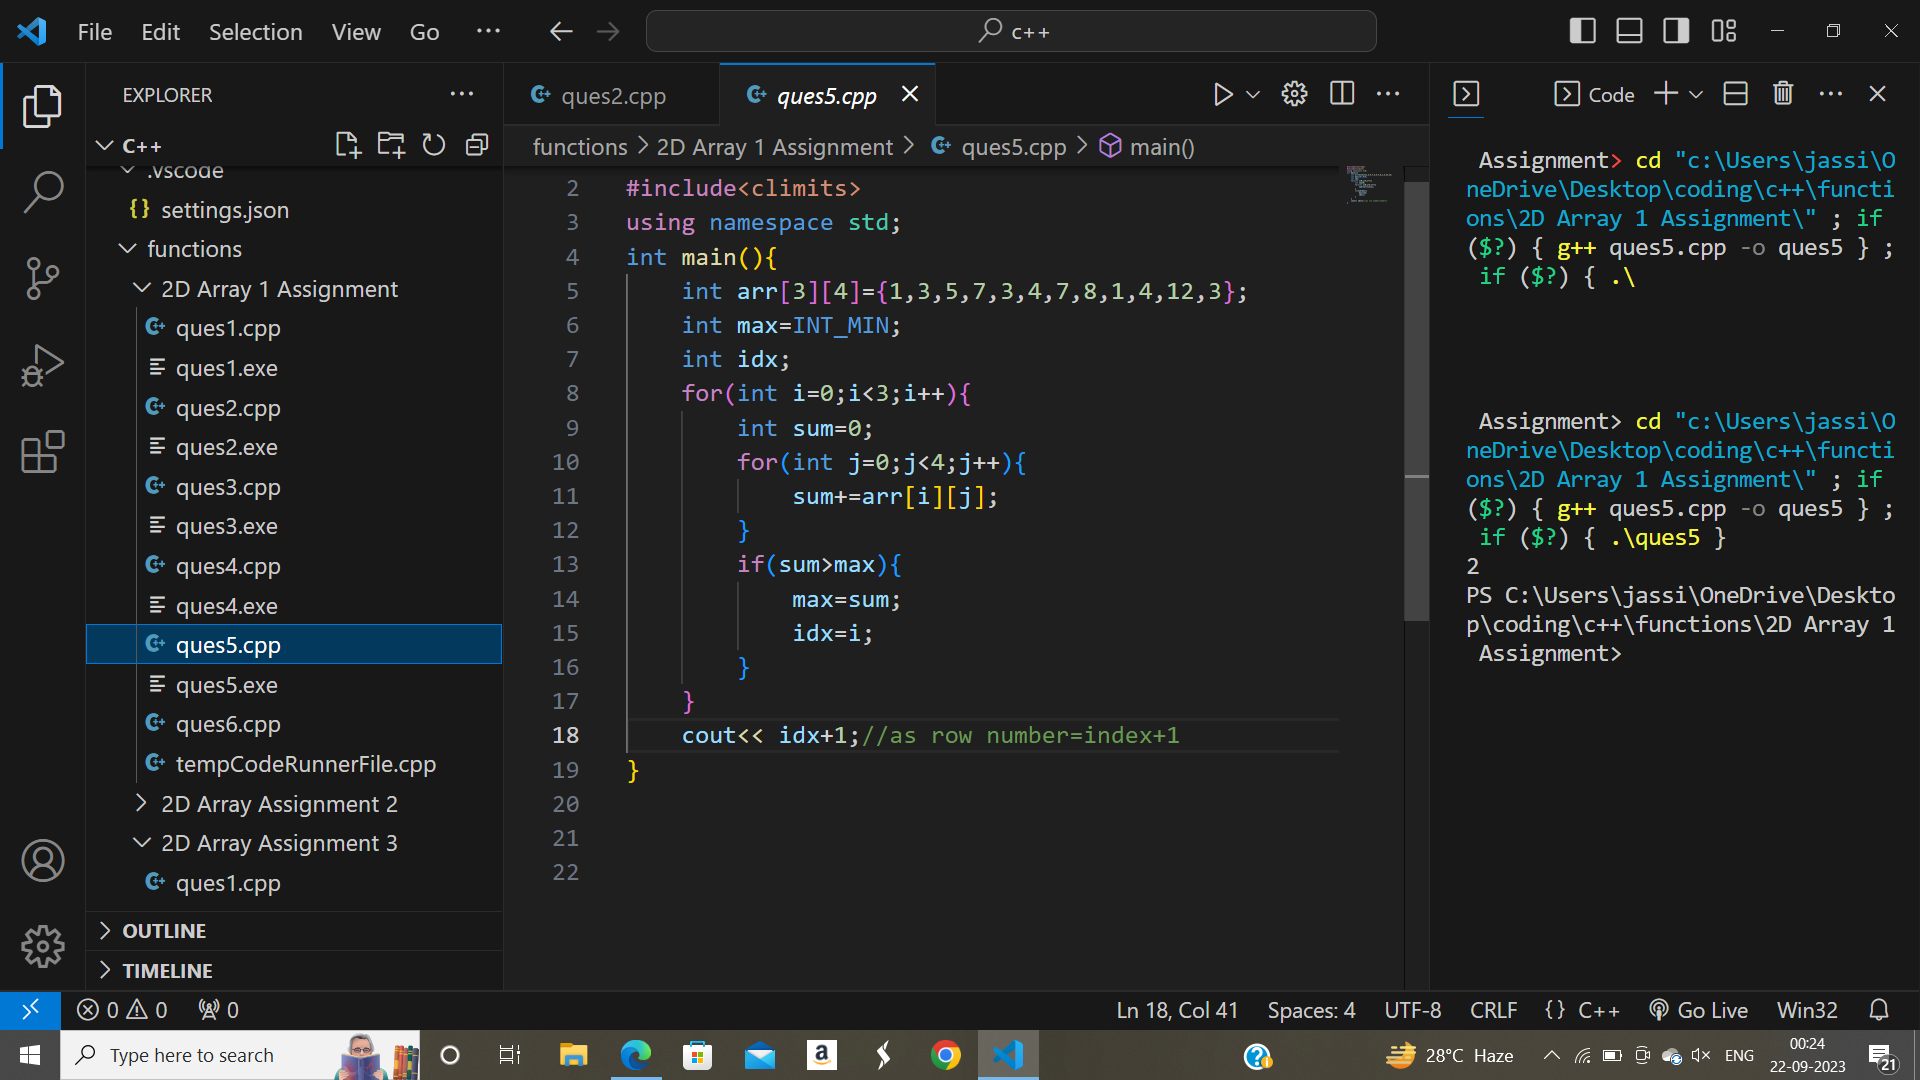 File Edit Selection View Go ...
c++
EXPLORER
C++
.vscode
{} settings.json
functions
2D Array 1 Assignment
ques1.cpp
ques1.exe
ques2.cpp
ques2.exe
ques3.cpp
ques3.exe
ques4.cpp
ques4.exe
ques5.cpp
ques5.exe
ques6.cpp
tempCodeRunnerFile.cpp
2D Array Assignment 2
2D Array Assignment 3
ques1.cpp
OUTLINE
TIMELINE
ques2.cpp
ques5.cpp
functions > 2D Array 1 Assignment > ques5.cpp > main()
2 #include<climits>
3 using namespace std;
4 int main(){
5 int arr[3][4]={1,3,5,7,3,4,7,8,1,4,12,3};
6 int max=INT_MIN;
7 int idx;
8 for(int i=0;i<3;i++){
9 int sum=0;
10 for(int j=0;j<4;j++){
11 sum+=arr[i][j];
12 }
13 if(sum>max){
14 max=sum;
15 idx=i;
16 }
17 }
18 cout<< idx+1;//as row number=index+1
19 }
20
21
22
Code
Assignment> cd "c:\Users\jassi\O
neDrive\Desktop\coding\c++\functi
ons\2D Array 1 Assignment\" ; if
($?) { g++ ques5.cpp -o ques5 } ;
if ($?) { .\
Assignment> cd "c:\Users\jassi\O
neDrive\Desktop\coding\c++\functi
ons\2D Array 1 Assignment\" ; if
($?) { g++ ques5.cpp -o ques5 } ;
if ($?) { .\ques5 }
2
PS C:\Users\jassi\OneDrive\Deskto
p\coding\c++\functions\2D Array 1
Assignment>
0 0 0
Ln 18, Col 41 Spaces: 4 UTF-8 CRLF {} C++ Go Live Win32
Type here to search
28°C Haze
ENG
00:24
22-09-2023
21